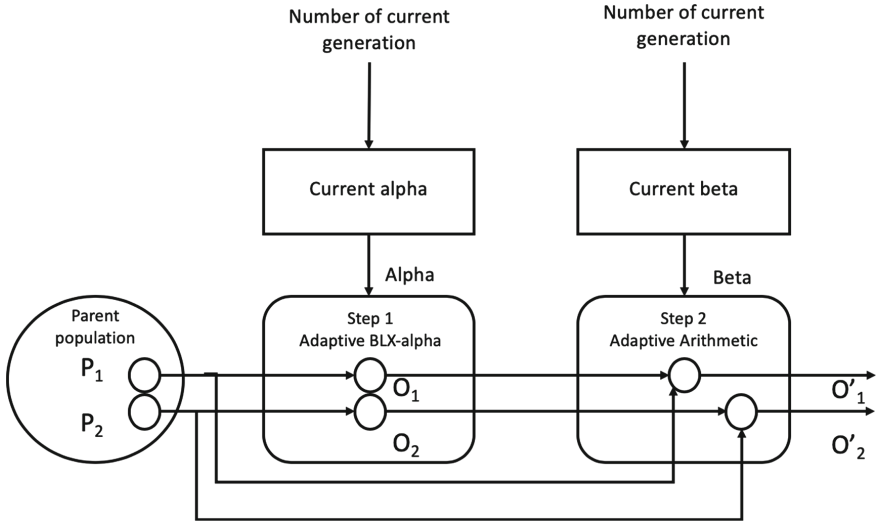 Number of current
generation
Number of current
generation
Current alpha
Current beta
Alpha
Beta
Parent
population
P1
P2
Step 1
Adaptive BLX-alpha
O1
O2
Step 2
Adaptive Arithmetic
O’1
O’2